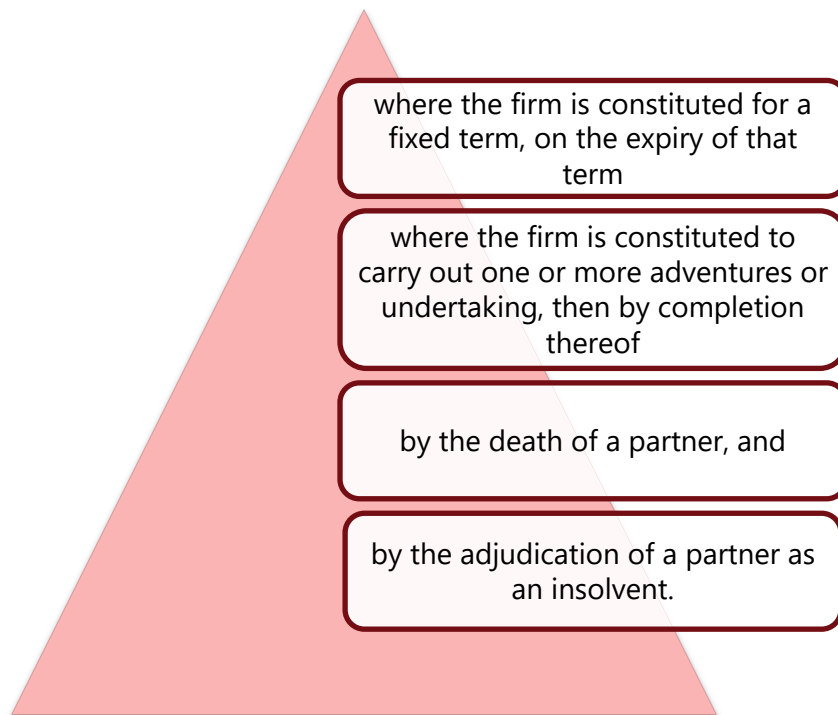 where the firm is constituted for a
fixed term, on the expiry of that
term
where the firm is constituted to
carry out one or more adventures or
undertaking, then by completion
thereof
by the death of a partner, and
by the adjudication of a partner as
an insolvent.